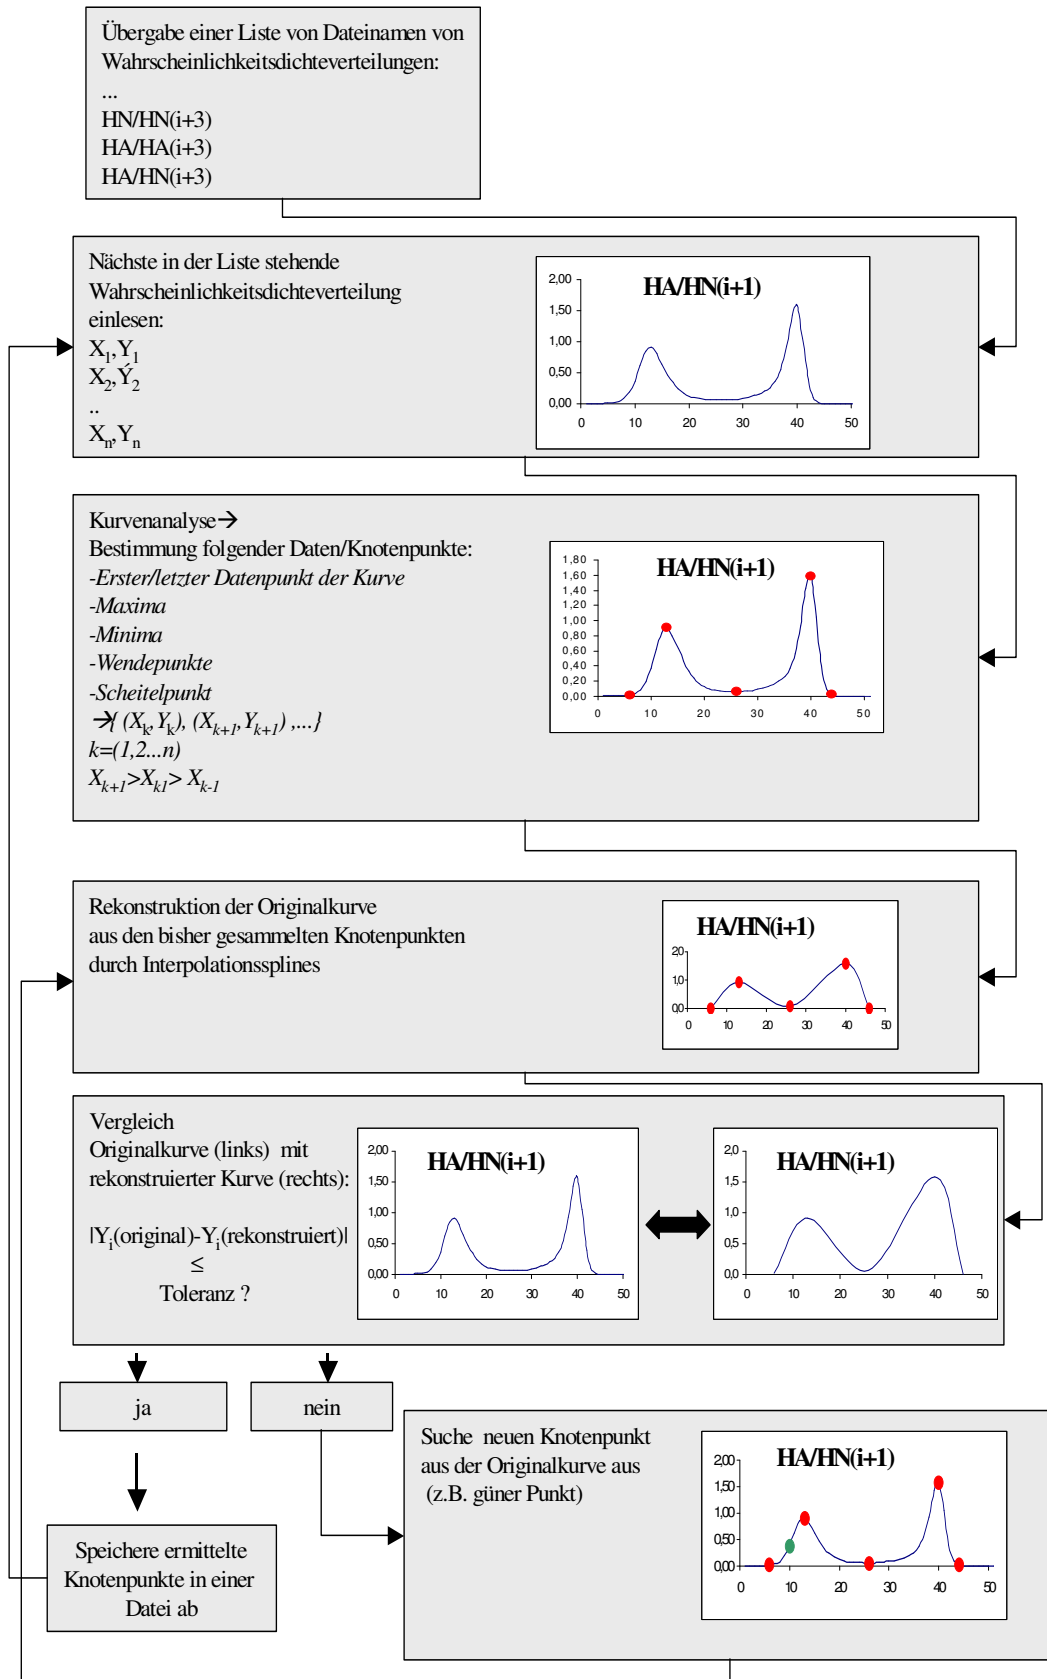 Übergabe einer Liste von Dateinamen von
Wahrscheinlichkeitsdichteverteilungen:
...
HN/HN(i+3)
HA/HA(i+3)
HA/HN(i+3)
Nächste in der Liste stehende
Wahrscheinlichkeitsdichteverteilung
einlesen:
X1,Y1
X2,Ý2
..
Xn,Yn
HA/HN(i+1)
2,00
1,50
1,00
0,50
0,00
0 10 20 30 40 50
Kurvenanalyse→
Bestimmung folgender Daten/Knotenpunkte:
-Erster/letzter Datenpunkt der Kurve
-Maxima
-Minima
-Wendepunkte
-Scheitelpunkt
→{ (Xk,Yk), (Xk+1,Yk+1) ,...}
k=(1,2...n)
Xk+1>Xk1> Xk-1
HA/HN(i+1)
1,80
1,60
1,40
1,20
1,00
0,80
0,60
0,40
0,20
0,00
0 10 20 30 40 50
Rekonstruktion der Originalkurve
aus den bisher gesammelten Knotenpunkten
durch Interpolationssplines
HA/HN(i+1)
2,0
1,0
0,0
0 10 20 30 40 50
Vergleich
Originalkurve (links) mit
rekonstruierter Kurve (rechts):
|Yi(original)-Yi(rekonstruiert)|
≤
Toleranz ?
HA/HN(i+1)
2,00
1,50
1,00
0,50
0,00
0 10 20 30 40 50
HA/HN(i+1)
2,0
1,5
1,0
0,5
0,0
0 10 20 30 40 50
ja
nein
Suche neuen Knotenpunkt
aus der Originalkurve aus
(z.B. güner Punkt)
HA/HN(i+1)
2,00
1,50
1,00
0,50
0,00
0 10 20 30 40 50
Speichere ermittelte
Knotenpunkte in einer
Datei ab